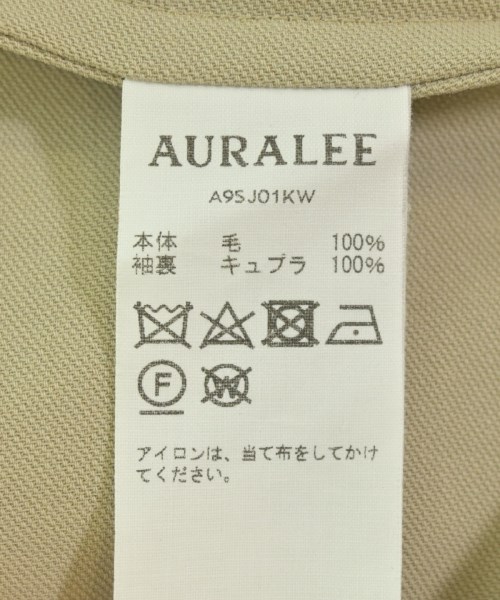 AURALEE
A9SJ01KW
本体 毛 100%
袖裏 キュプラ 100%
F W
アイロンは、当て布をしてかけ
てください。